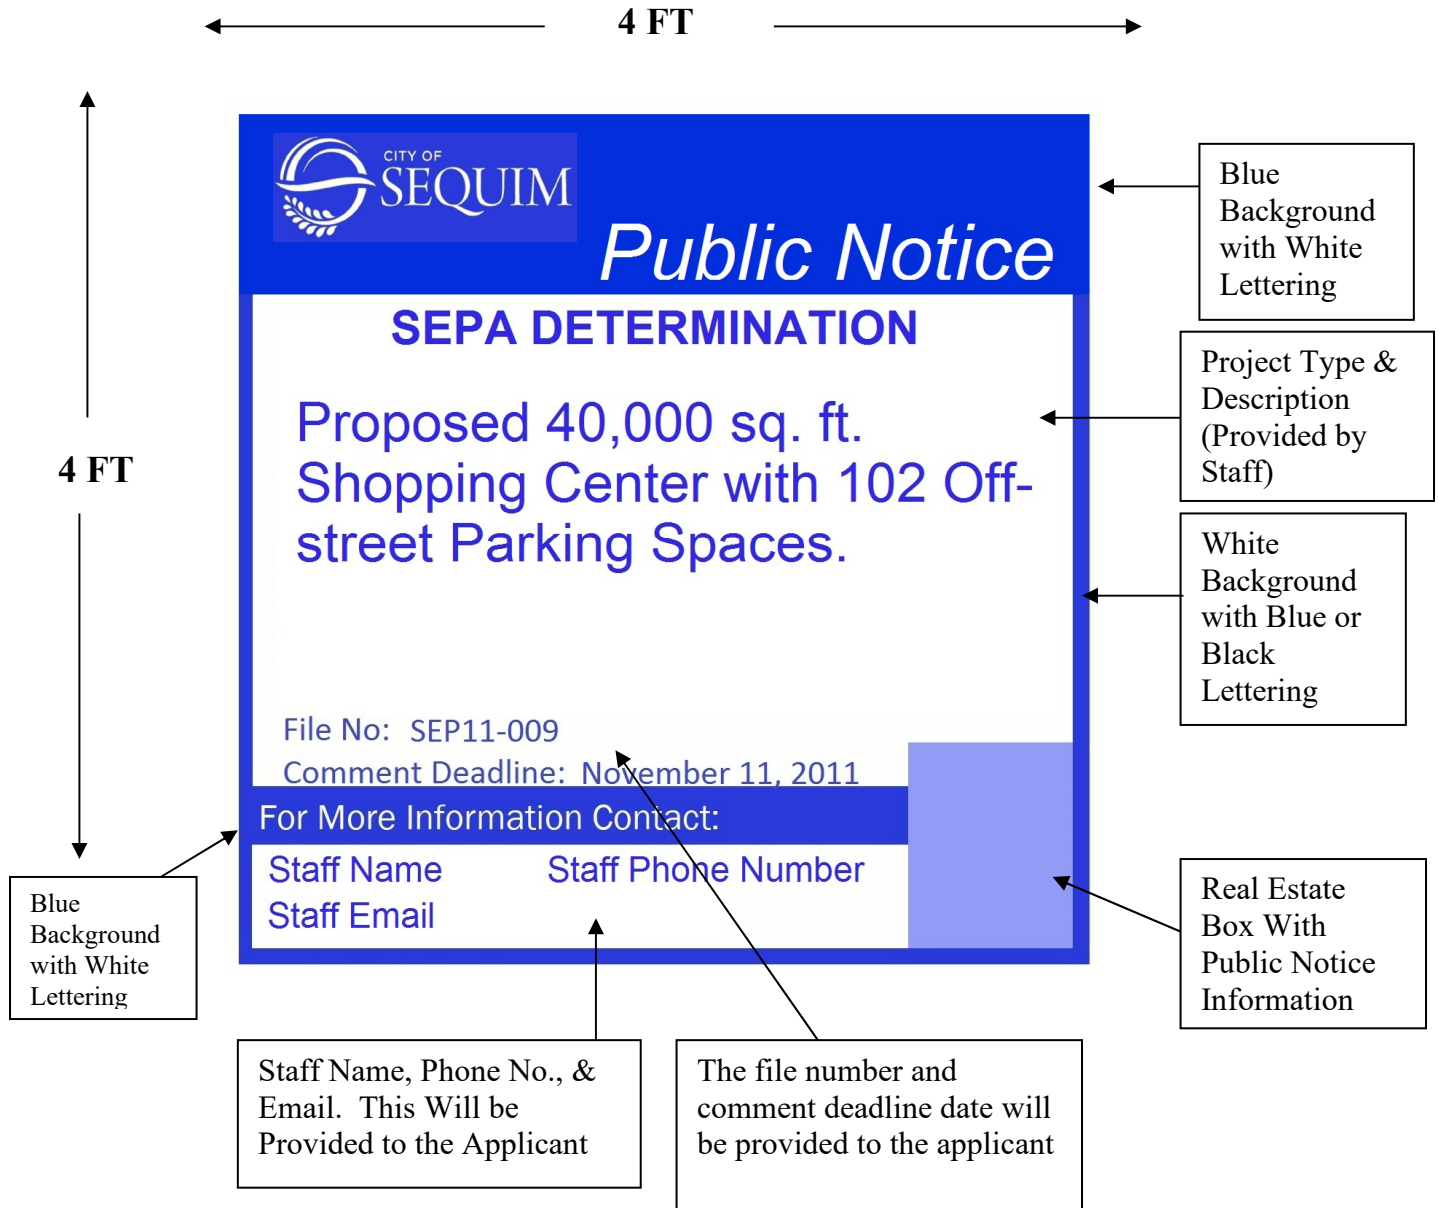 4 FT
4 FT
CITY OF
SEQUIM
Public Notice
SEPA DETERMINATION
Proposed 40,000 sq. ft.
Shopping Center with 102 Off-
street Parking Spaces.
File No: SEP11-009
Comment Deadline: November 11, 2011
For More Information Contact:
Staff Name Staff Phone Number
Staff Email
Blue
Background
with White
Lettering
Project Type &
Description
(Provided by
Staff)
White
Background
with Blue or
Black
Lettering
Real Estate
Box With
Public Notice
Information
Blue
Background
with White
Lettering
Staff Name, Phone No., &
Email. This Will be
Provided to the Applicant
The file number and
comment deadline date will
be provided to the applicant